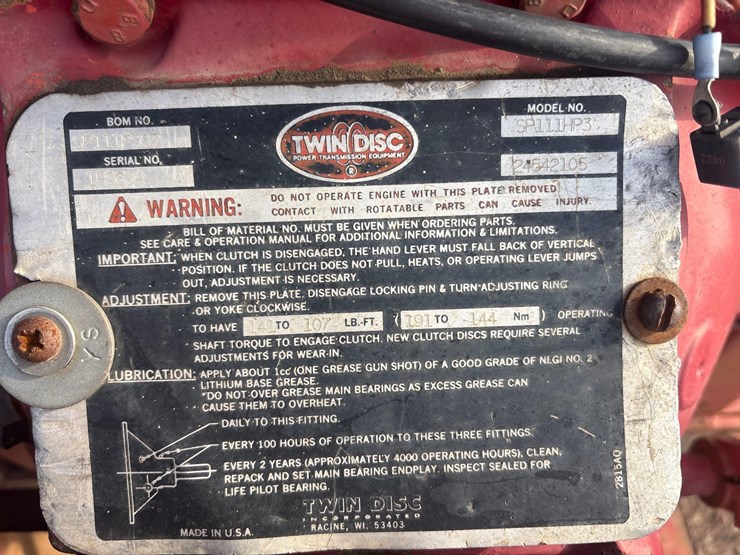 BOM NO.
SERIAL NO.
TWIN DISC
POWER TRANSMISSION EQUIPMENT
®
MODEL NO.
SP111HP3
24542105
WARNING:
DO NOT OPERATE ENGINE WITH THIS PLATE REMOVED
CONTACT WITH ROTATABLE PARTS CAN CAUSE INJURY.
BILL OF MATERIAL NO. MUST BE GIVEN WHEN ORDERING PARTS.
SEE CARE & OPERATION MANUAL FOR ADDITIONAL INFORMATION & LIMITATIONS.
IMPORTANT: WHEN CLUTCH IS DISENGAGED, THE HAND LEVER MUST FALL BACK OF VERTICAL
POSITION. IF THE CLUTCH DOES NOT PULL, HEATS, OR OPERATING LEVER JUMPS
OUT, ADJUSTMENT IS NECESSARY.
ADJUSTMENT: REMOVE THIS PLATE. DISENGAGE LOCKING PIN & TURN ADJUSTING RING
OR YOKE CLOCKWISE.
TO HAVE TO 107 LB.-FT. (191 TO 144 Nm) OPERATING
SHAFT TORQUE TO ENGAGE CLUTCH. NEW CLUTCH DISCS REQUIRE SEVERAL
ADJUSTMENTS FOR WEAR-IN.
LUBRICATION: APPLY ABOUT 1cc (ONE GREASE GUN SHOT) OF A GOOD GRADE OF NLGI NO. 2
LITHIUM BASE GREASE.
*DO NOT OVER GREASE MAIN BEARINGS AS EXCESS GREASE CAN
CAUSE THEM TO OVERHEAT.
DAILY TO THIS FITTING.
EVERY 100 HOURS OF OPERATION TO THESE THREE FITTINGS.
EVERY 2 YEARS (APPROXIMATELY 4000 OPERATING HOURS), CLEAN,
REPACK AND SET MAIN BEARING ENDPLAY. INSPECT SEALED FOR
LIFE PILOT BEARING.
2815AO
TWIN DISC
INCORPORATED
RACINE, WI. 53403
MADE IN U.S.A.